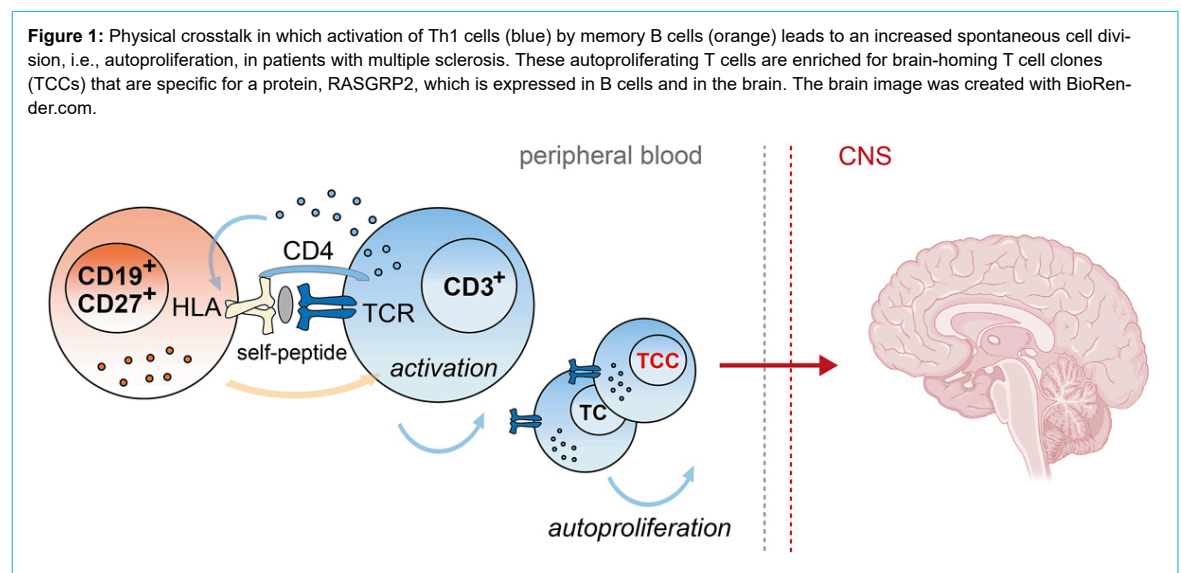 Figure 1: Physical crosstalk in which activation of Th1 cells (blue) by memory B cells (orange) leads to an increased spontaneous cell divi-
sion, i.e., autoproliferation, in patients with multiple sclerosis. These autoproliferating T cells are enriched for brain-homing T cell clones
(TCCs) that are specific for a protein, RASGRP2, which is expressed in B cells and in the brain. The brain image was created with BioRen-
der.com.
peripheral blood
CNS
CD4
CD19+
CD27+
HLA
TCR
CD3+
self-peptide
activation
TCC
TC
autoproliferation